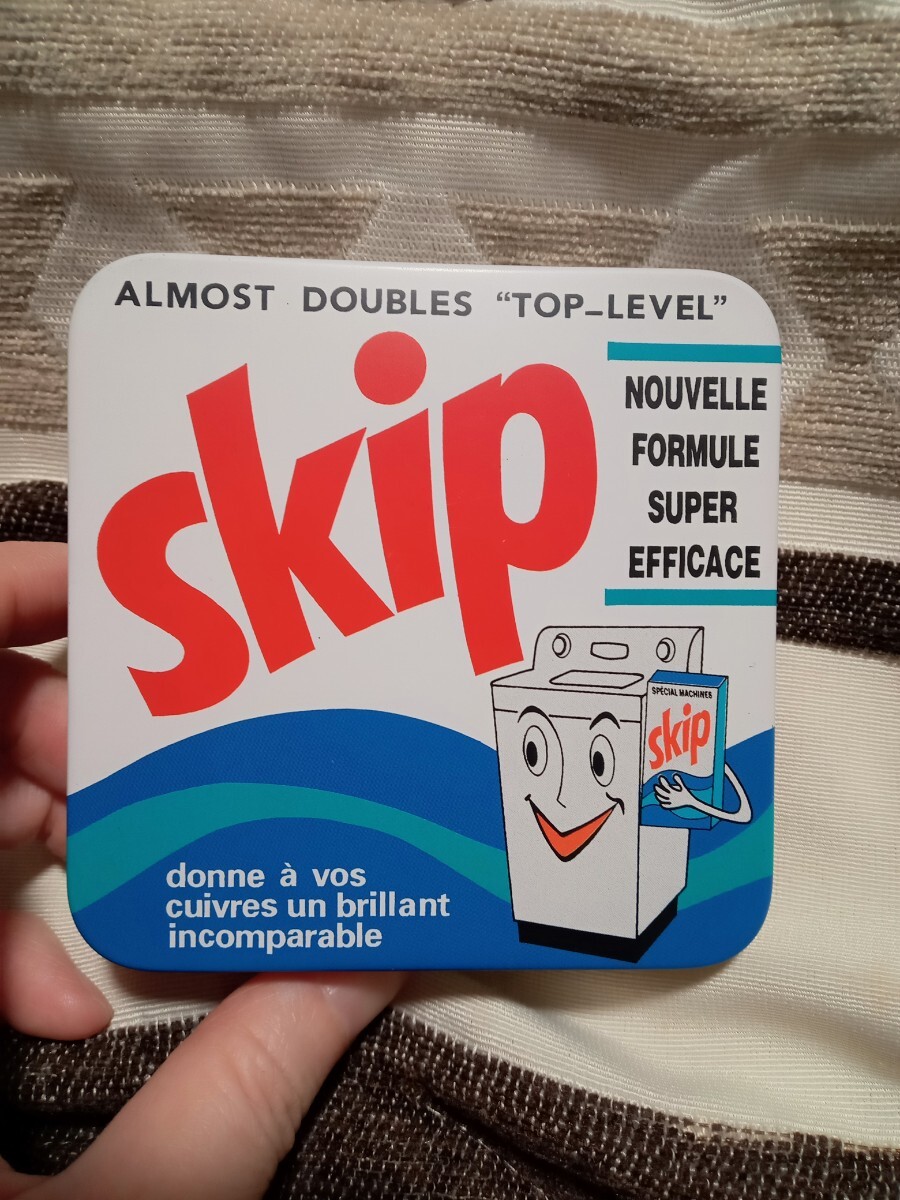 ALMOST DOUBLES “TOP–LEVEL”
skip
NOUVELLE
FORMULE
SUPER
EFFICACE
SPÉCIAL MACHINES
skip
donne à vos
cuivres un brillant
incomparable